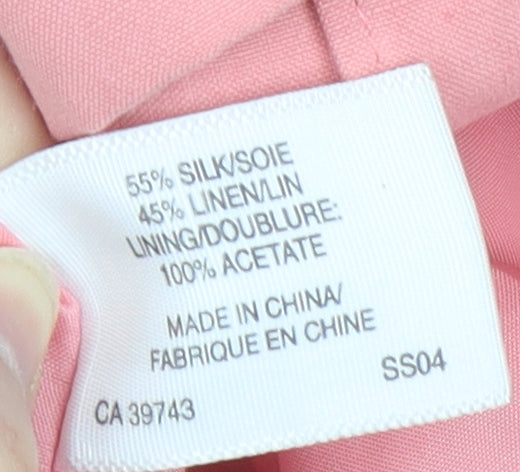 55% SILK/SOIE
45% LINEN/LIN
LINING/DOUBLURE:
100% ACETATE
MADE IN CHINA/
FABRIQUE EN CHINE
SS04
CA 39743